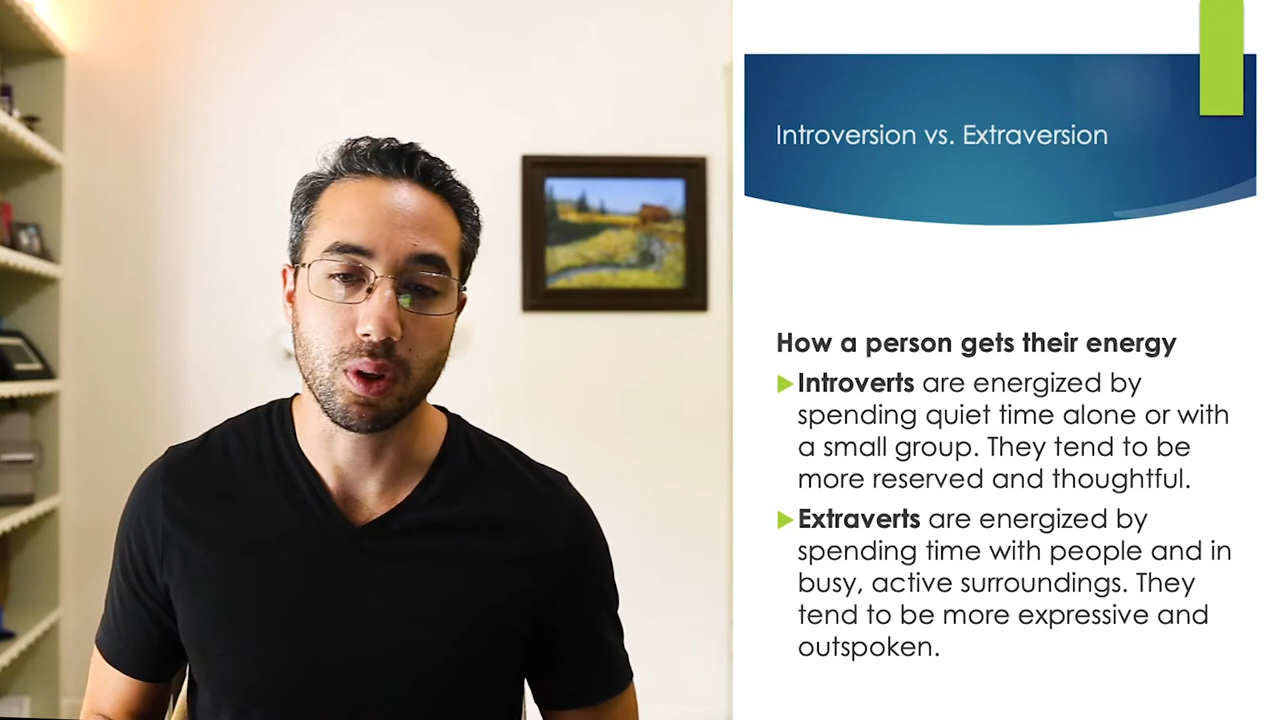 Introversion vs. Extraversion
How a person gets their energy
Introverts are energized by
spending quiet time alone or with
a small group. They tend to be
more reserved and thoughtful.
Extraverts are energized by
spending time with people and in
busy, active surroundings. They
tend to be more expressive and
outspoken.